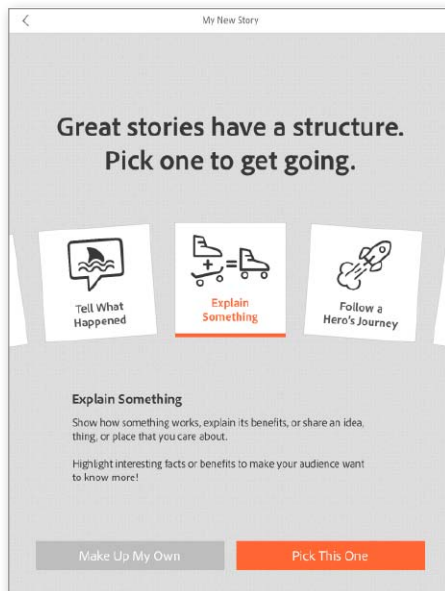 My New Story
Great stories have a structure.
Pick one to get going.
Tell What
Happened
Explain
Something
Follow a
Hero's Journey
Explain Something
Show how something works, explain its benefits, or share an idea,
thing, or place that you care about.
Highlight interesting facts or benefits to make your audience want
to know more!
Make Up My Own
Pick This One